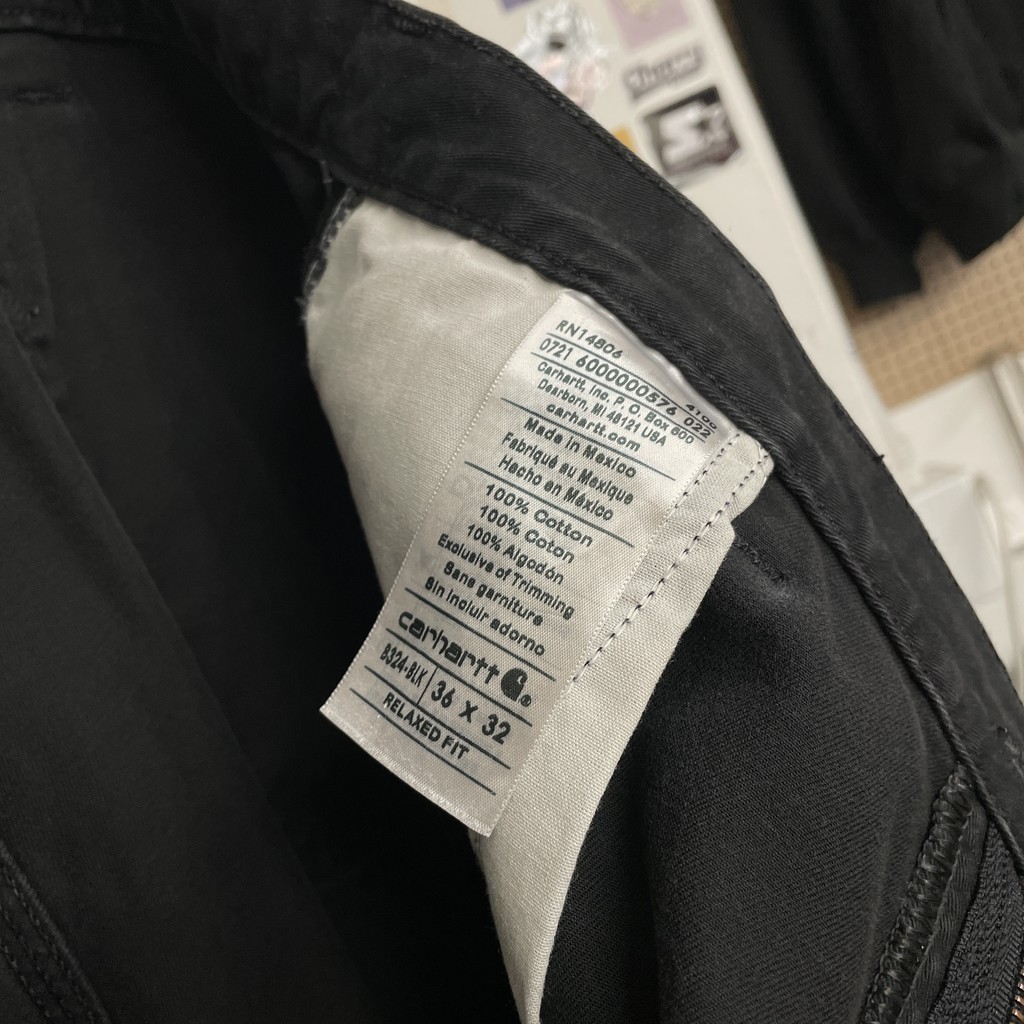 RN14806
0721 6000000576 022
Carhartt, Inc. P. O. Box 600
Dearborn, MI 48121 USA
carhartt.com
Made in Mexico
Fabriqué au Mexique
Hecho en México
100% Cotton
100% Coton
100% Algodón
Exclusive of Trimming
Sans garniture
Sin incluir adorno
carhartt
B324-BLK 36 X 32
RELAXED FIT